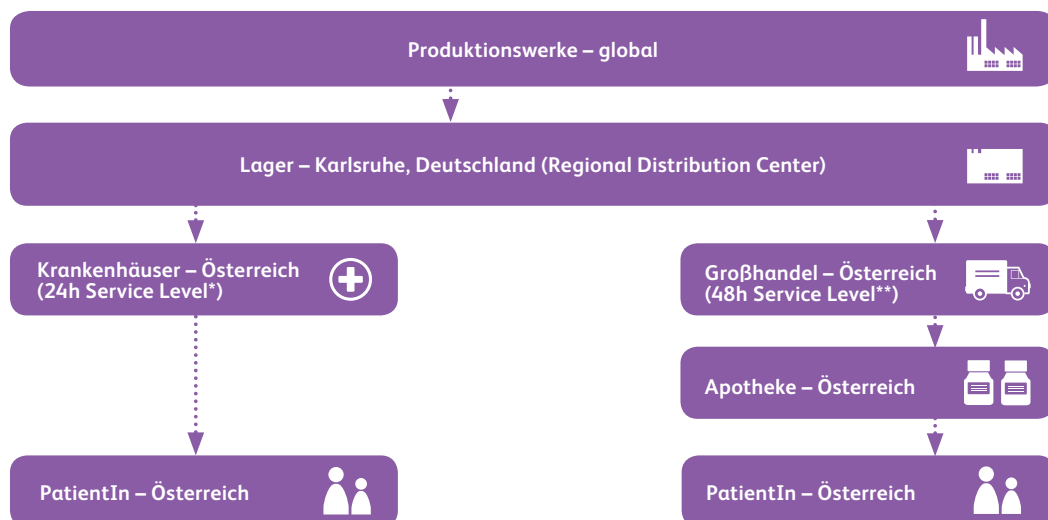 Produktionswerke – global
Lager – Karlsruhe, Deutschland (Regional Distribution Center)
Krankenhäuser – Österreich
(24h Service Level*)
Großhandel – Österreich
(48h Service Level**)
Apotheke – Österreich
PatientIn – Österreich
PatientIn – Österreich